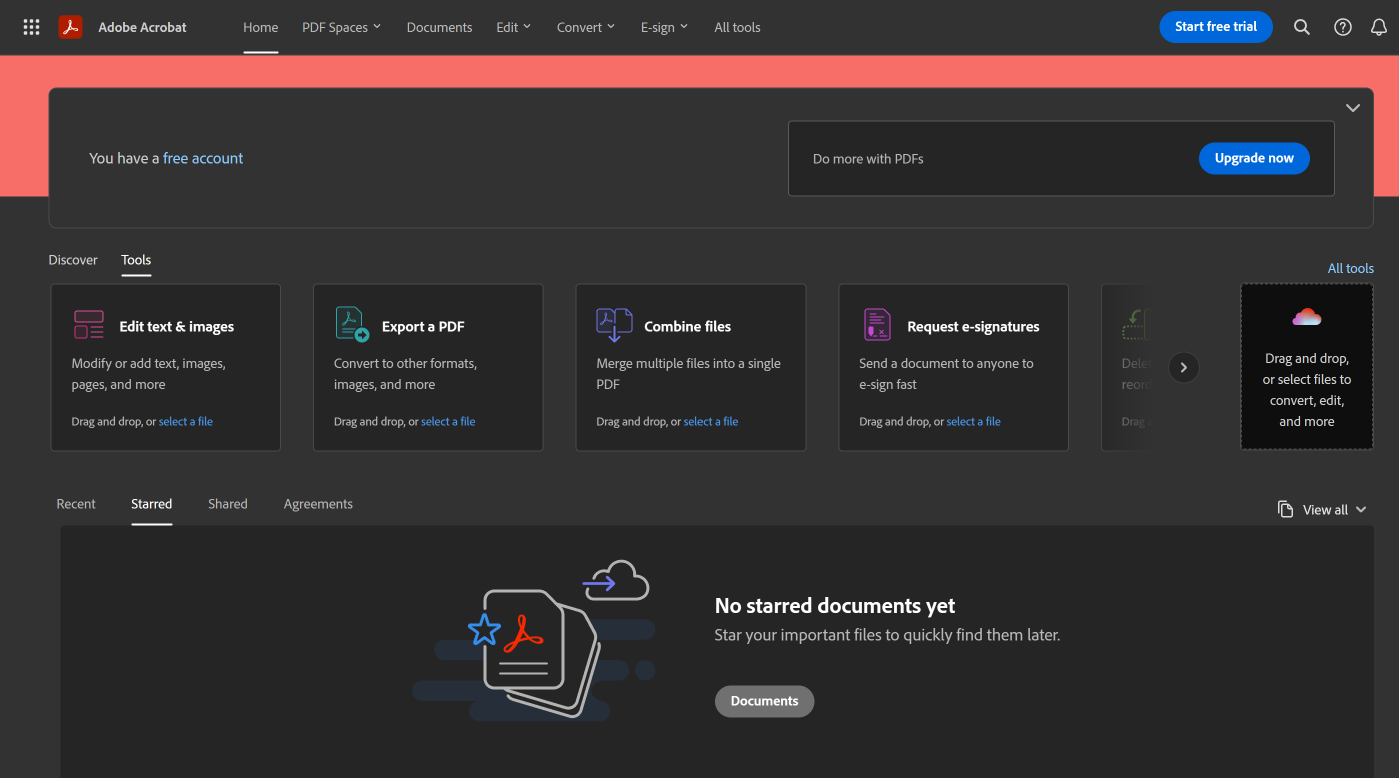 Adobe Acrobat
Home
PDF Spaces
Documents
Edit
Convert
E-sign
All tools
Start free trial
You have a free account
Do more with PDFs
Upgrade now
Discover
Tools
All tools
Edit text & images
Modify or add text, images,
pages, and more
Drag and drop, or select a file
Export a PDF
Convert to other formats,
images, and more
Drag and drop, or select a file
Combine files
Merge multiple files into a single
PDF
Drag and drop, or select a file
Request e-signatures
Send a document to anyone to
e-sign fast
Drag and drop, or select a file
Drag
Drag and drop,
or select files to
convert, edit,
and more
Recent
Starred
Shared
Agreements
View all
No starred documents yet
Star your important files to quickly find them later.
Documents